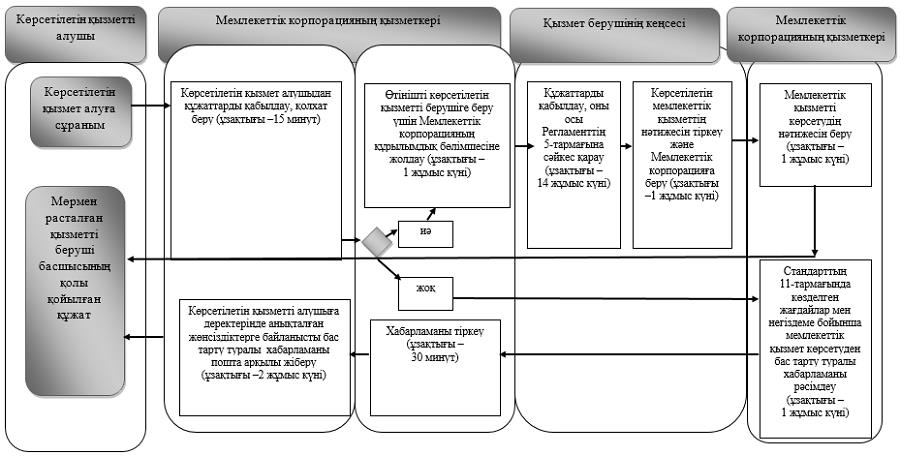 Көрсетілетін қызметті
алушы
Мемлекеттік корпорацияның қызметкері
Қызмет берушінің кеңсесі
Мемлекеттік
корпорацияның қызметкері
Көрсетілетін
қызмет алуға
сұраным
Көрсетілетін қызмет алушыдан
құжаттарды қабылдау, қолхат
беру (ұзақтығы –15 минут)
Өтінішті көрсетілетін
қызметті берушіге беру
үшін Мемлекеттік
корпорацияның
құрылымдық бөлімшесіне
жолдау (ұзақтығы –
1 жұмыс күні)
Құжаттарды
қабылдау, оны
осы
Регламенттің
5-тармағына
сәйкес қарау
(ұзақтығы –
14 жұмыс күні)
Көрсетілетін
мемлекеттік
қызметтің
нәтижесін тіркеу
және
Мемлекеттік
корпорацияға
беру (ұзақтығы
–1 жұмыс күні)
Мемлекеттік
қызметті
көрсетудің
нәтижесін беру
(ұзақтығы –
1 жұмыс күні)
иә
жоқ
Мөрмен
расталған
қызметті
беруші
басшысының
қолы
қойылған
құжат
Көрсетілетін қызметті алушыға
деректерінде анықталған
жөнсіздіктерге байланысты бас
тарту туралы хабарламаны
пошта арқылы жіберу
(ұзақтығы –2 жұмыс күні)
Хабарламаны тіркеу
(ұзақтығы –
30 минут)
Стандарттың
11-тармағында
көзделген
жағдайлар мен
негіздеме бойынша
мемлекеттік
қызмет көрсетуден
бас тарту туралы
хабарламаны
рәсімдеу
(ұзақтығы –
1 жұмыс күні)